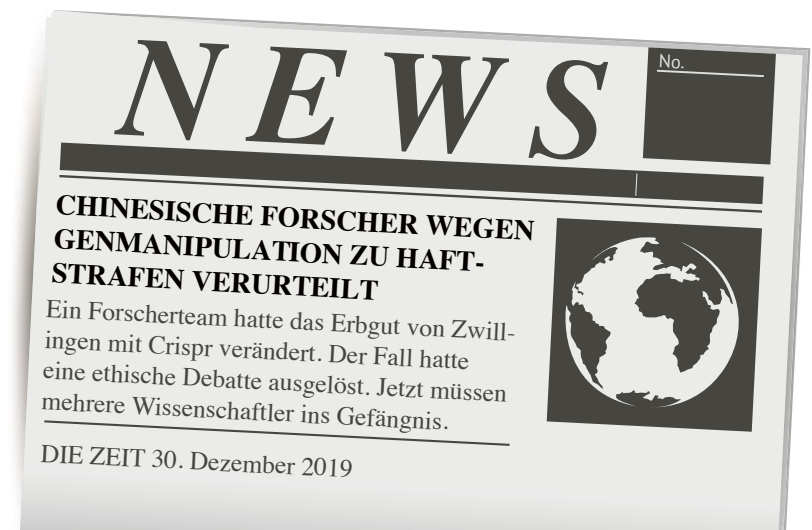 NEWS
No.
CHINESISCHE FORSCHER WEGEN
GENMANIPULATION ZU HAFT-
STRAFEN VERURTEILT
Ein Forscherteam hatte das Erbgut von Zwill-
ingen mit Crispr verändert. Der Fall hatte
eine ethische Debatte ausgelöst. Jetzt müssen
mehrere Wissenschaftler ins Gefängnis.
DIE ZEIT 30. Dezember 2019